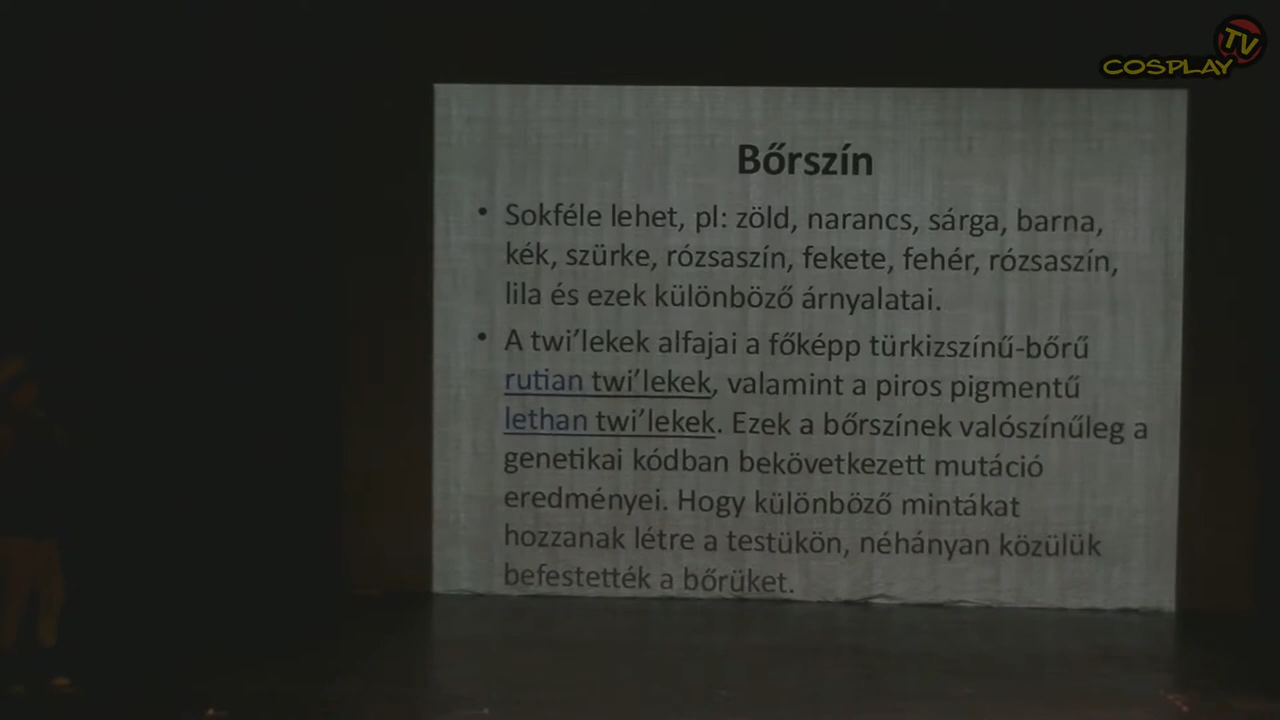 TV
COSPLAY
Bőrszín
• Sokféle lehet, pl: zöld, narancs, sárga, barna,
kék, szürke, rózsaszín, fekete, fehér, rózsaszín,
lila és ezek különböző árnyalatai.
• A twi’lekek alfajai a főképp türkizszínű-bőrű
rutian twi’lekek, valamint a piros pigmentű
lethan twi’lekek. Ezek a bőrszínek valószínűleg a
genetikai kódban bekövetkezett mutáció
eredményei. Hogy különböző mintákat
hozzanak létre a testükön, néhányan közülük
befestették a bőrüket.